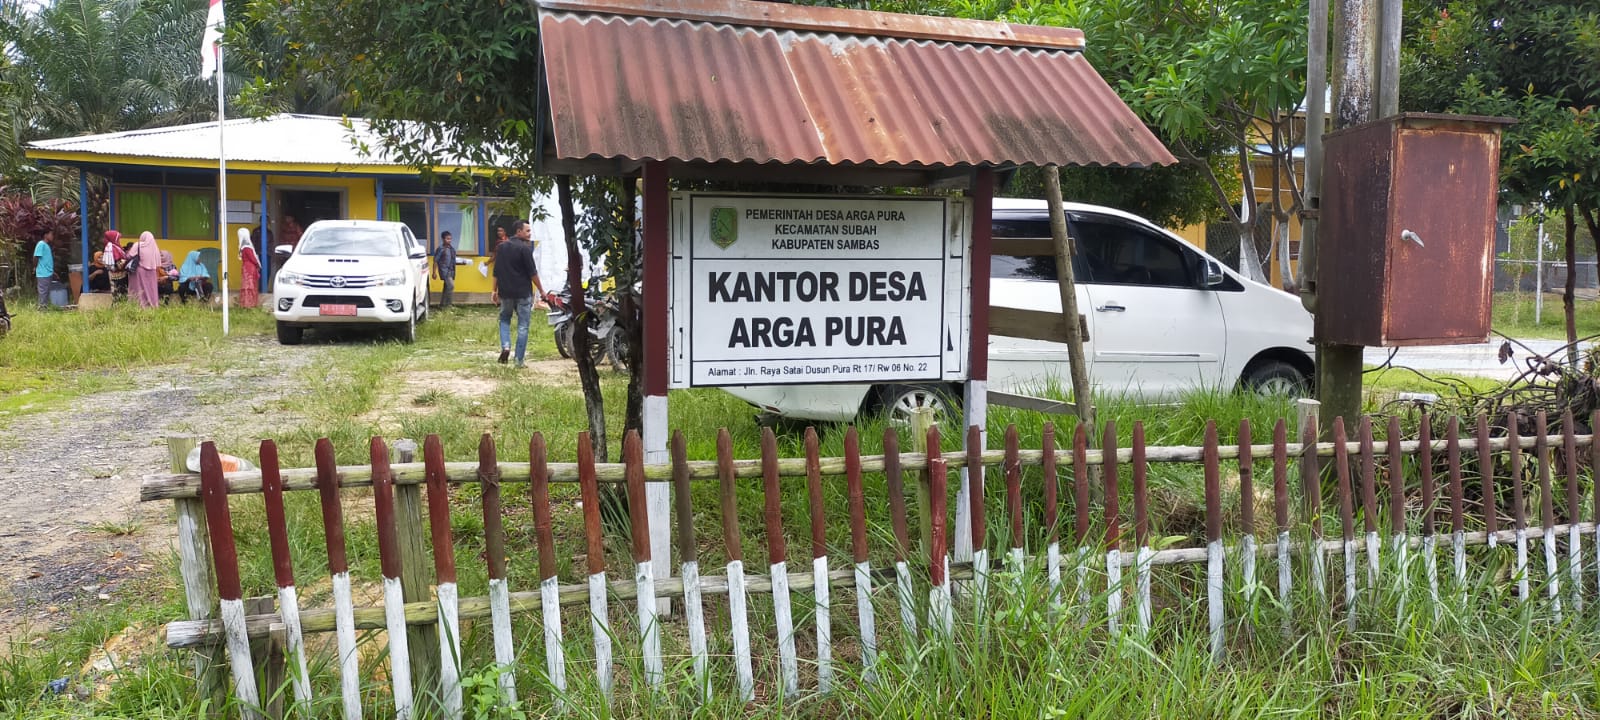 PEMERINTAH DESA ARGA PURA
KECAMATAN SUBAH
KABUPATEN SAMBAS
KANTOR DESA
ARGA PURA
Alamat : Jln. Raya Satai Dusun Pura Rt 17/ Rw 06 No. 22
TOYOTA